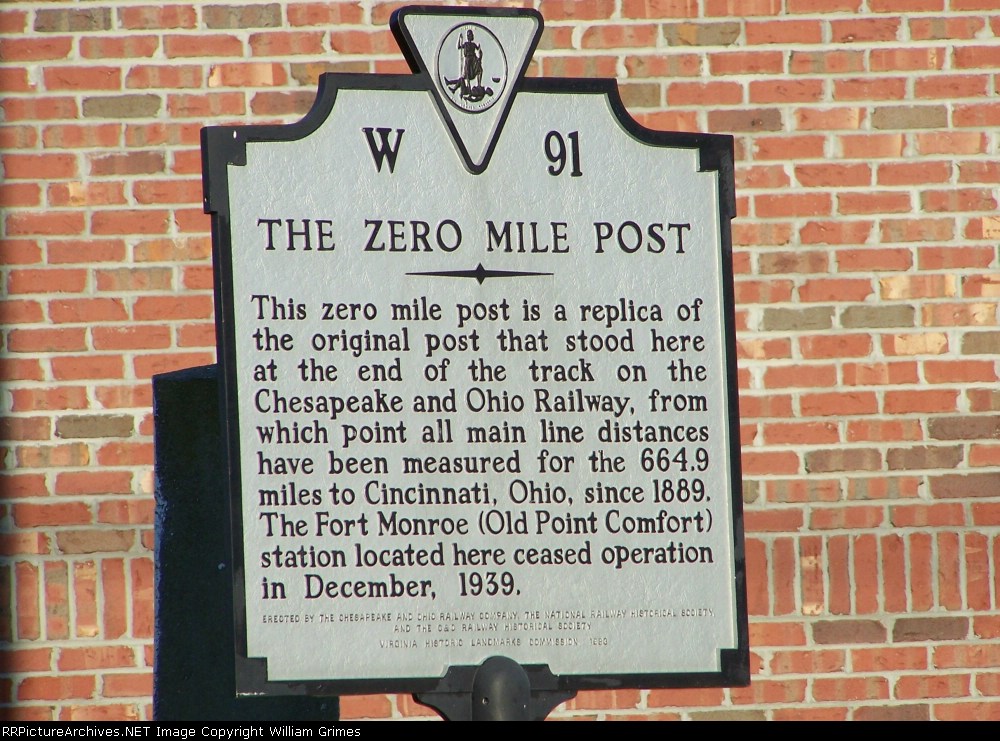 W 91
THE ZERO MILE POST
This zero mile post is a replica of
the original post that stood here
at the end of the track on the
Chesapeake and Ohio Railway, from
which point all main line distances
have been measured for the 664.9
miles to Cincinnati, Ohio, since 1889.
The Fort Monroe (Old Point Comfort)
station located here ceased operation
in December, 1939.
ERECTED BY THE CHESAPEAKE AND OHIO RAILWAY COMPANY, THE NATIONAL RAILWAY HISTORICAL SOCIETY
AND THE C&O RAILWAY HISTORICAL SOCIETY
VIRGINIA HISTORIC LANDMARKS COMMISSION
RRPictureArchives.NET Image Copyright William Grimes